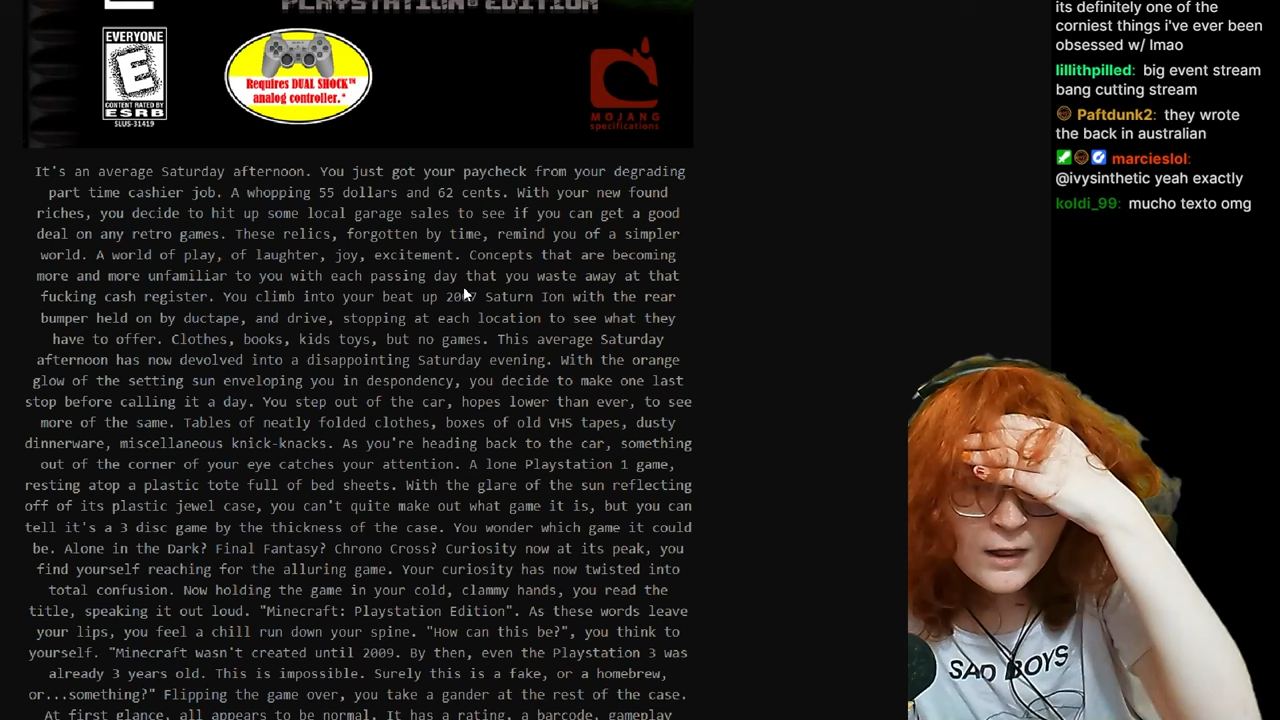 PLAYSTATION® EDITION
EVERYONE
E
CONTENT RATED BY
ESRB
SLUS-31419
Requires DUAL SHOCK™
analog controller.*
MOJANG
specifications
It's an average Saturday afternoon. You just got your paycheck from your degrading
part time cashier job. A whopping 55 dollars and 62 cents. With your new found
riches, you decide to hit up some local garage sales to see if you can get a good
deal on any retro games. These relics, forgotten by time, remind you of a simpler
world. A world of play, of laughter, joy, excitement. Concepts that are becoming
more and more unfamiliar to you with each passing day that you waste away at that
fucking cash register. You climb into your beat up Saturn Ion with the rear
bumper held on by ductape, and drive, stopping at each location to see what they
have to offer. Clothes, books, kids toys, but no games. This average Saturday
afternoon has now devolved into a disappointing Saturday evening. With the orange
glow of the setting sun enveloping you in despondency, you decide to make one last
stop before calling it a day. You step out of the car, hopes lower than ever, to see
more of the same. Tables of neatly folded clothes, boxes of old VHS tapes, dusty
dinnerware, miscellaneous knick-knacks. As you're heading back to the car, something
out of the corner of your eye catches your attention. A lone Playstation 1 game,
resting atop a plastic tote full of bed sheets. With the glare of the sun reflecting
off of its plastic jewel case, you can't quite make out what game it is, but you can
tell it's a 3 disc game by the thickness of the case. You wonder which game it could
be. Alone in the Dark? Final Fantasy? Chrono Cross? Curiosity now at its peak, you
find yourself reaching for the alluring game. Your curiosity has now twisted into
total confusion. Now holding the game in your cold, clammy hands, you read the
title, speaking it out loud. "Minecraft: Playstation Edition". As these words leave
your lips, you feel a chill run down your spine. "How can this be?", you think to
yourself. "Minecraft wasn't created until 2009. By then, even the Playstation 3 was
already 3 years old. This is impossible. Surely this is a fake, or a homebrew,
or...something?" Flipping the game over, you take a gander at the rest of the case.
At first glance, all appears to be normal. It has a rating, a barcode, gameplay
its definitely one of the
corniest things i've ever been
obsessed w/ lmao
lillithpilled: big event stream
bang cutting stream
Paftdunk2: they wrote
the back in australian
marcieslol:
@ivysinthetic yeah exactly
koldi_99: mucho texto omg
SAD BOYS